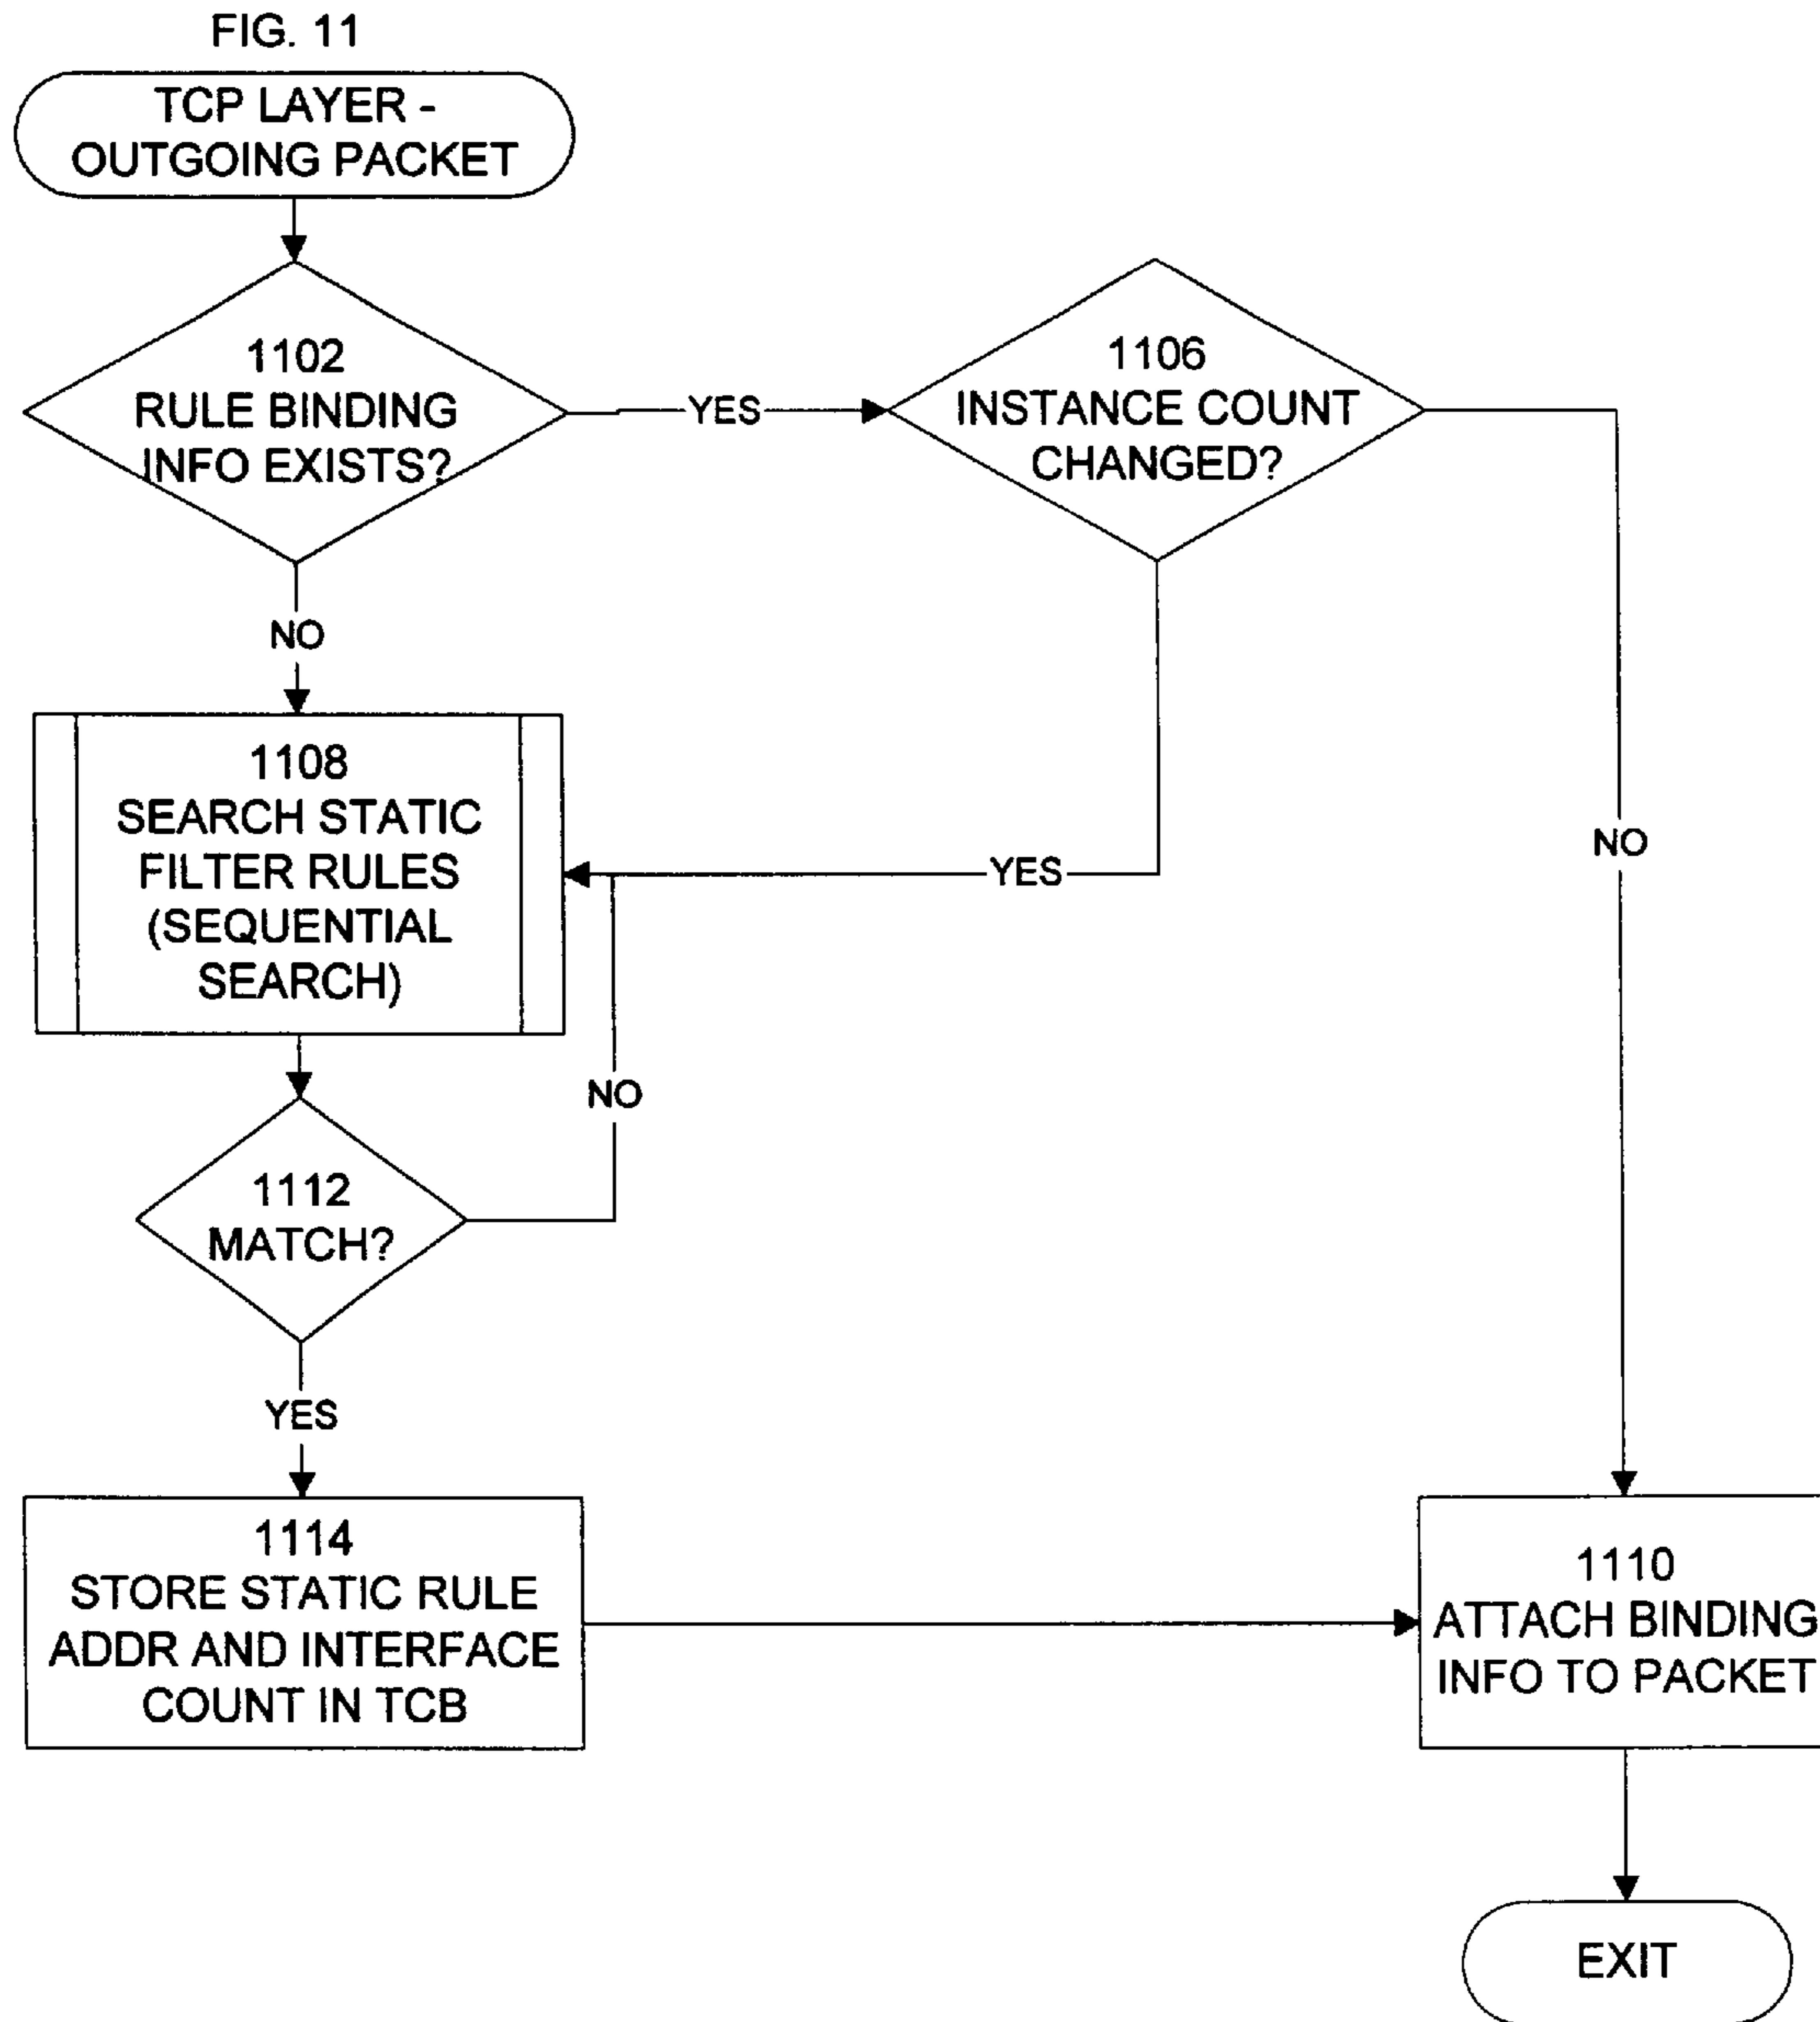 FIG. 11
TCP LAYER -
OUTGOING PACKET
1102
RULE BINDING
INFO EXISTS?
YES
1106
INSTANCE COUNT
CHANGED?
NO
NO
1108
SEARCH STATIC
FILTER RULES
(SEQUENTIAL
SEARCH)
YES
NO
1112
MATCH?
YES
1114
STORE STATIC RULE
ADDR AND INTERFACE
COUNT IN TCB
1110
ATTACH BINDING
INFO TO PACKET
EXIT